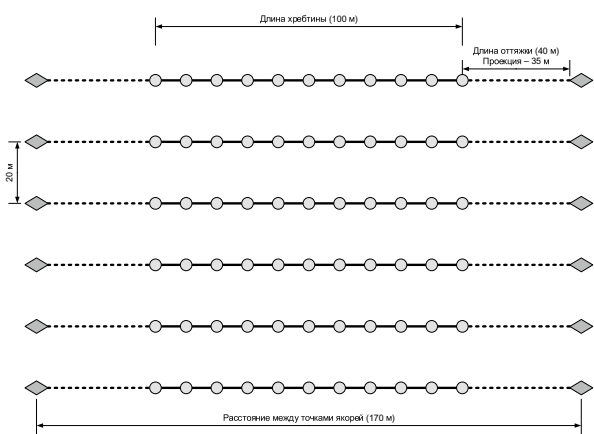 Длина хребтины (100 м)
Длина оттяжки (40 м)
Проекция – 35 м
20 м
Расстояние между точками якорей (170 м)